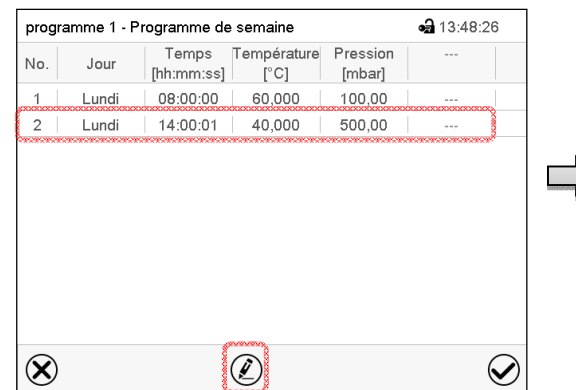 programme 1 - Programme de semaine 13:48:26
No. Jour Temps [hh:mm:ss] Température [°C] Pression [mbar] ---
1 Lundi 08:00:00 60,000 100,00 ---
2 Lundi 14:00:01 40,000 500,00 ---